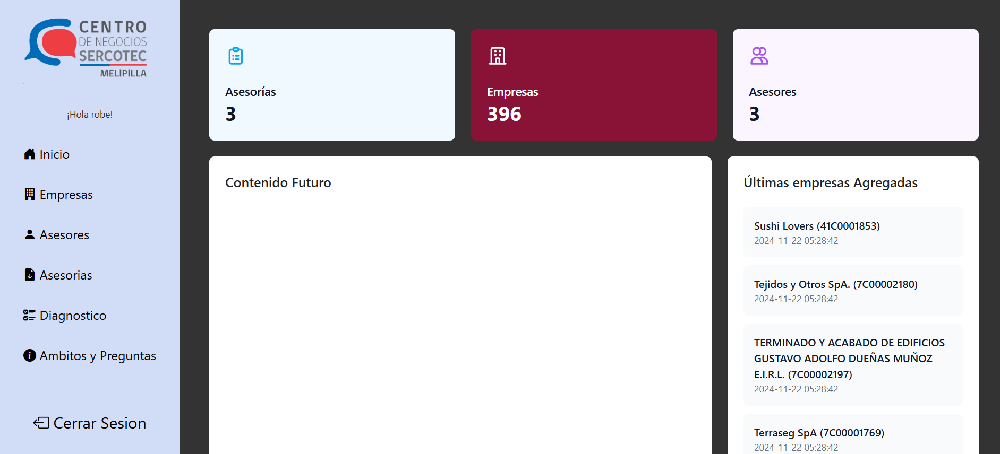 CENTRO
DE NEGOCIOS
SERCOTEC
MELIPILLA
¡Hola robe!
Inicio
Empresas
Asesores
Asesorias
Diagnostico
Ambitos y Preguntas
Cerrar Sesion
Asesorías
3
Empresas
396
Asesores
3
Contenido Futuro
Últimas empresas Agregadas
Sushi Lovers (41C0001853)
2024-11-22 05:28:42
Tejidos y Otros SpA. (7C00002180)
2024-11-22 05:28:42
TERMINADO Y ACABADO DE EDIFICIOS
GUSTAVO ADOLFO DUEÑAS MUÑOZ
E.I.R.L. (7C00002197)
2024-11-22 05:28:42
Terraseg SpA (7C00001769)
2024-11-22 05:28:42